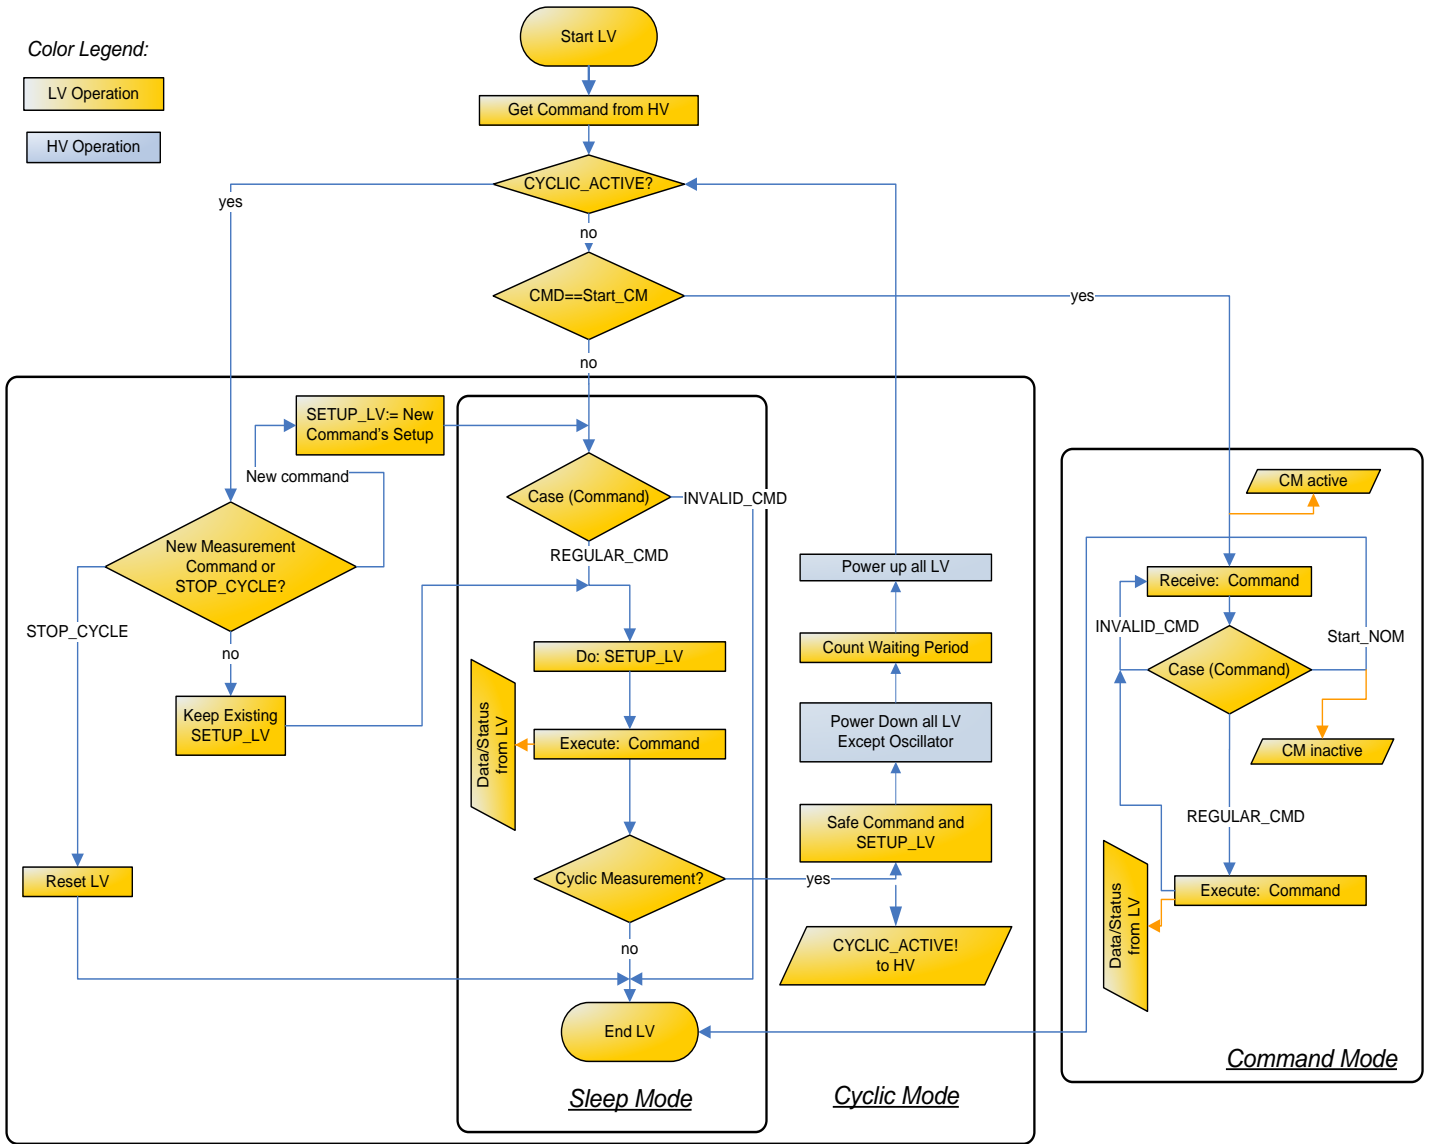 Start LV
Color Legend:
LV Operation
HV Operation
Get Command from HV
CYCLIC_ACTIVE?
yes
no
CMD==Start_CM
yes
no
SETUP_LV:= New
Command's Setup
New command
New Measurement
Command or
STOP_CYCLE?
STOP_CYCLE
no
Keep Existing
SETUP_LV
Reset LV
Case (Command)
INVALID_CMD
REGULAR_CMD
Do: SETUP_LV
Execute: Command
Data/Status
from LV
Cyclic Measurement?
yes
no
End LV
Sleep Mode
Power up all LV
Count Waiting Period
Power Down all LV
Except Oscillator
Safe Command and
SETUP_LV
CYCLIC_ACTIVE!
to HV
Cyclic Mode
CM active
Receive: Command
INVALID_CMD
Start_NOM
Case (Command)
CM inactive
REGULAR_CMD
Execute: Command
Data/Status
from LV
Command Mode